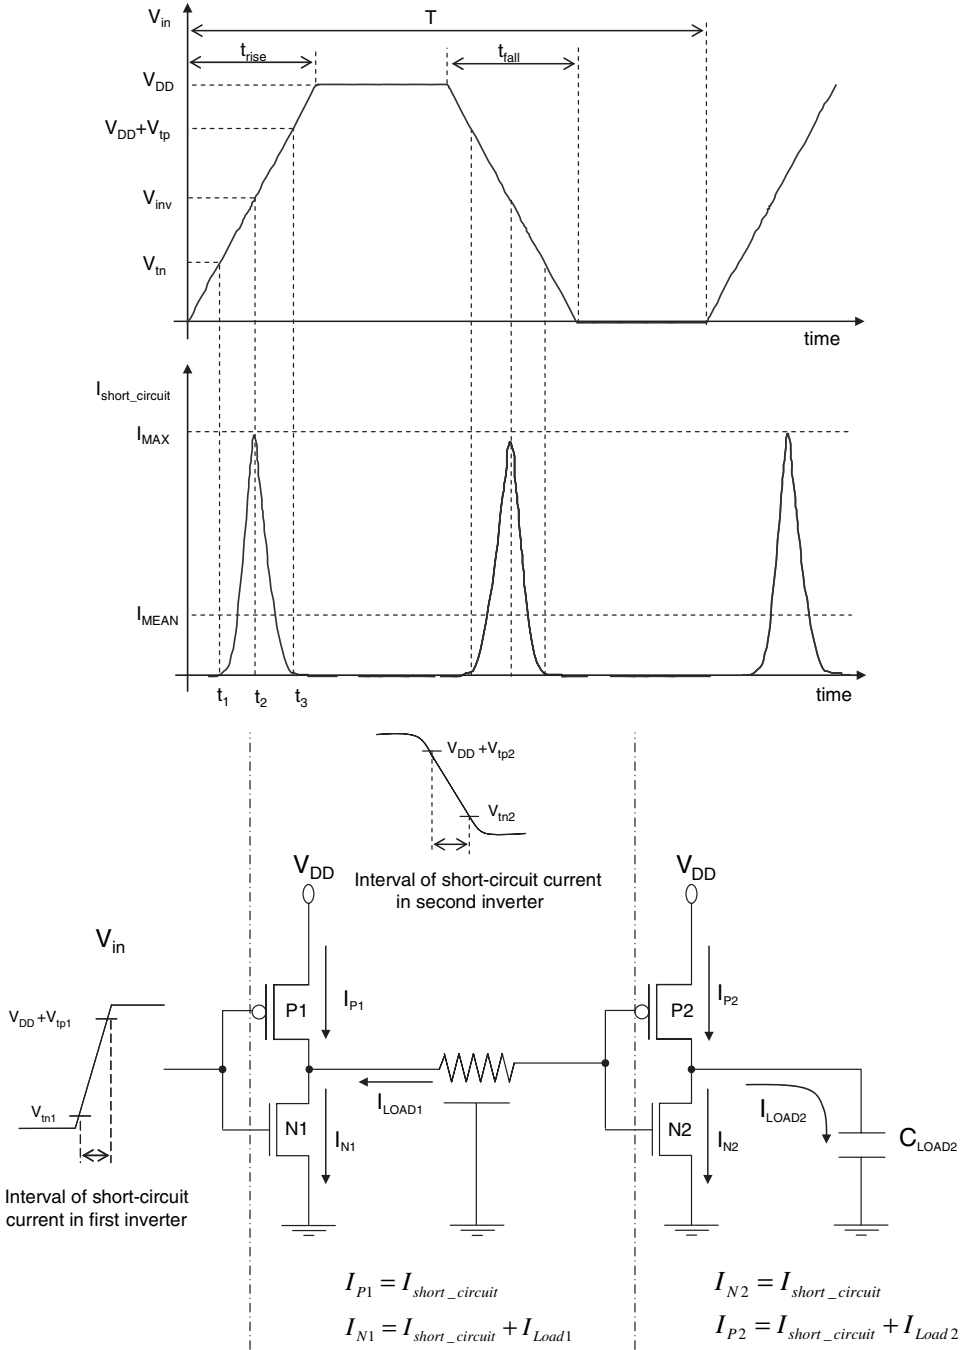 V_in
T
t_rise
t_fall
V_DD
V_DD+V_tp
V_inv
V_tn
time
I_short_circuit
I_MAX
I_MEAN
t_1 t_2 t_3
time
V_DD +V_tp2
V_tn2
Interval of short-circuit current
in second inverter
V_DD
V_DD
V_in
V_DD +V_tp1
V_tn1
Interval of short-circuit
current in first inverter
P1
I_P1
N1
I_N1
I_LOAD1
P2
I_P2
N2
I_N2
I_LOAD2
C_LOAD2
I_P1 = I_short_circuit
I_N1 = I_short_circuit + I_Load1
I_N2 = I_short_circuit
I_P2 = I_short_circuit + I_Load2